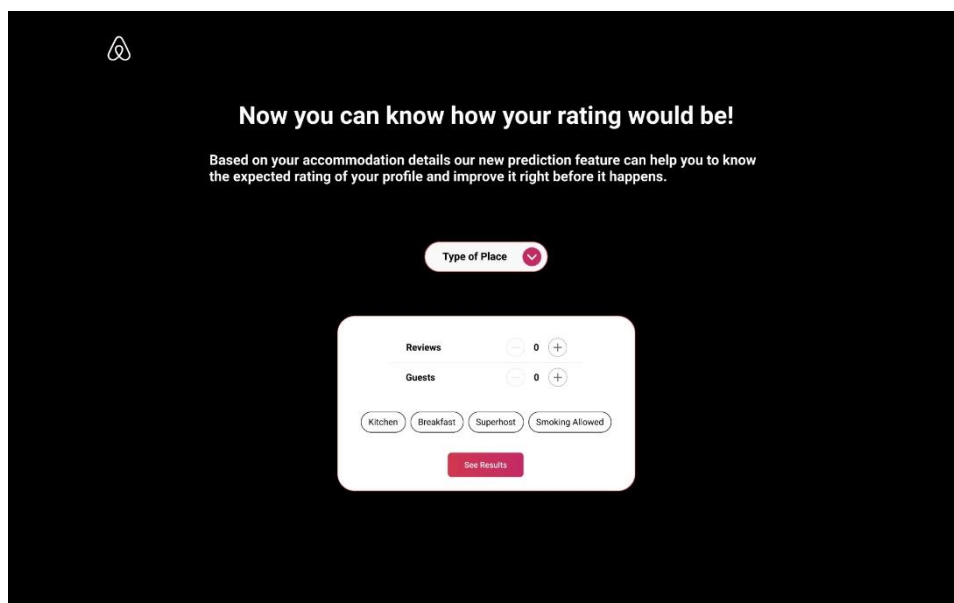 Now you can know how your rating would be!
Based on your accommodation details our new prediction feature can help you to know
the expected rating of your profile and improve it right before it happens.
Type of Place
Reviews 0
Guests 0
Kitchen Breakfast Superhost Smoking Allowed
See Results